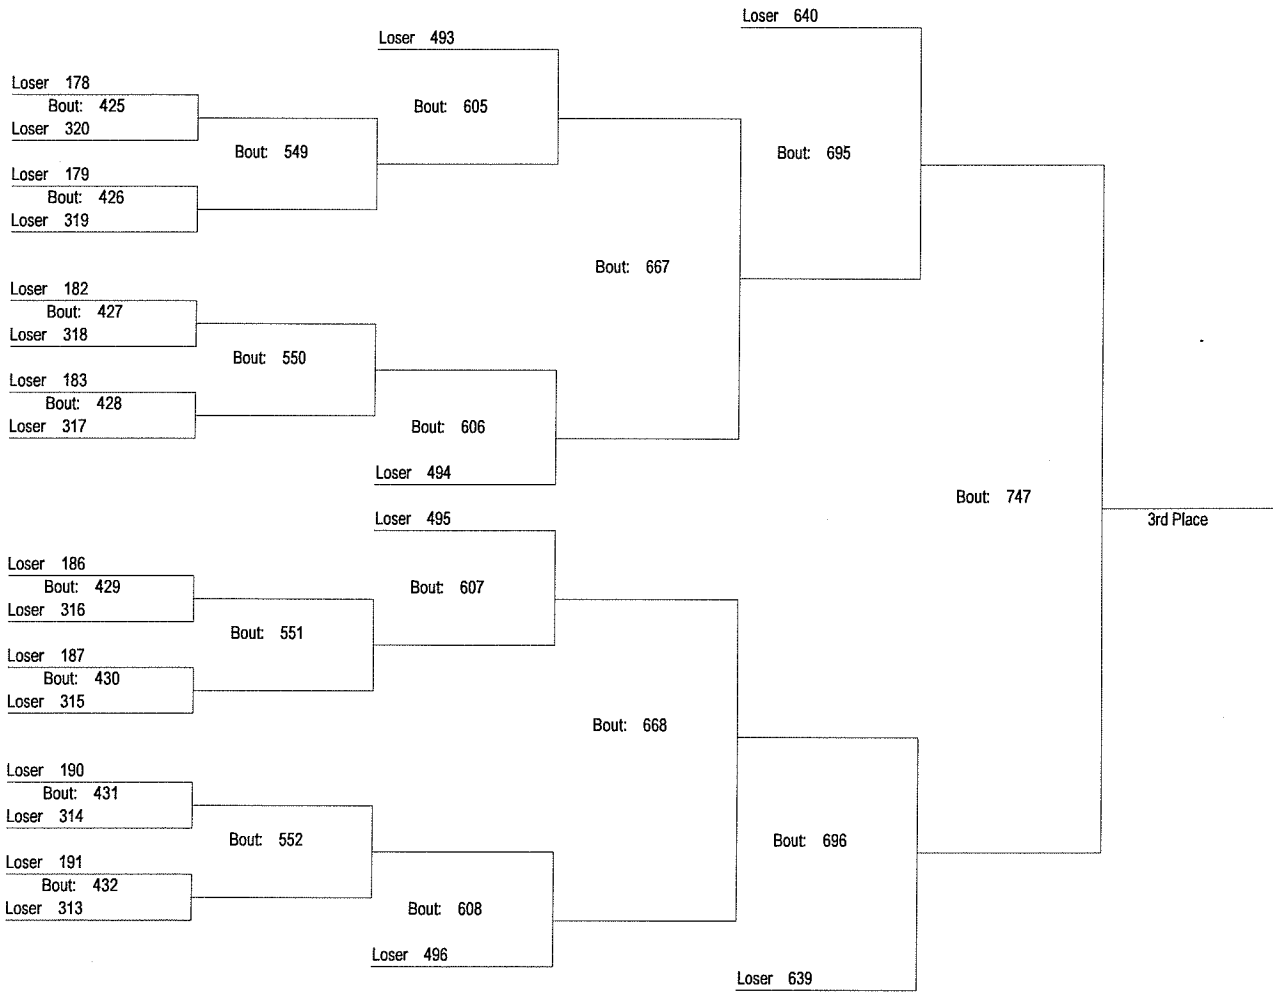 Loser 640
Loser 493
Loser 178
Bout: 425
Loser 320
Bout: 605
Bout: 549
Bout: 695
Loser 179
Bout: 426
Loser 319
Bout: 667
Loser 182
Bout: 427
Loser 318
Bout: 550
Loser 183
Bout: 428
Loser 317
Bout: 606
Loser 494
Bout: 747
Loser 495
3rd Place
Loser 186
Bout: 429
Loser 316
Bout: 607
Bout: 551
Loser 187
Bout: 430
Loser 315
Bout: 668
Loser 190
Bout: 431
Loser 314
Bout: 552
Bout: 696
Loser 191
Bout: 432
Loser 313
Bout: 608
Loser 496
Loser 639